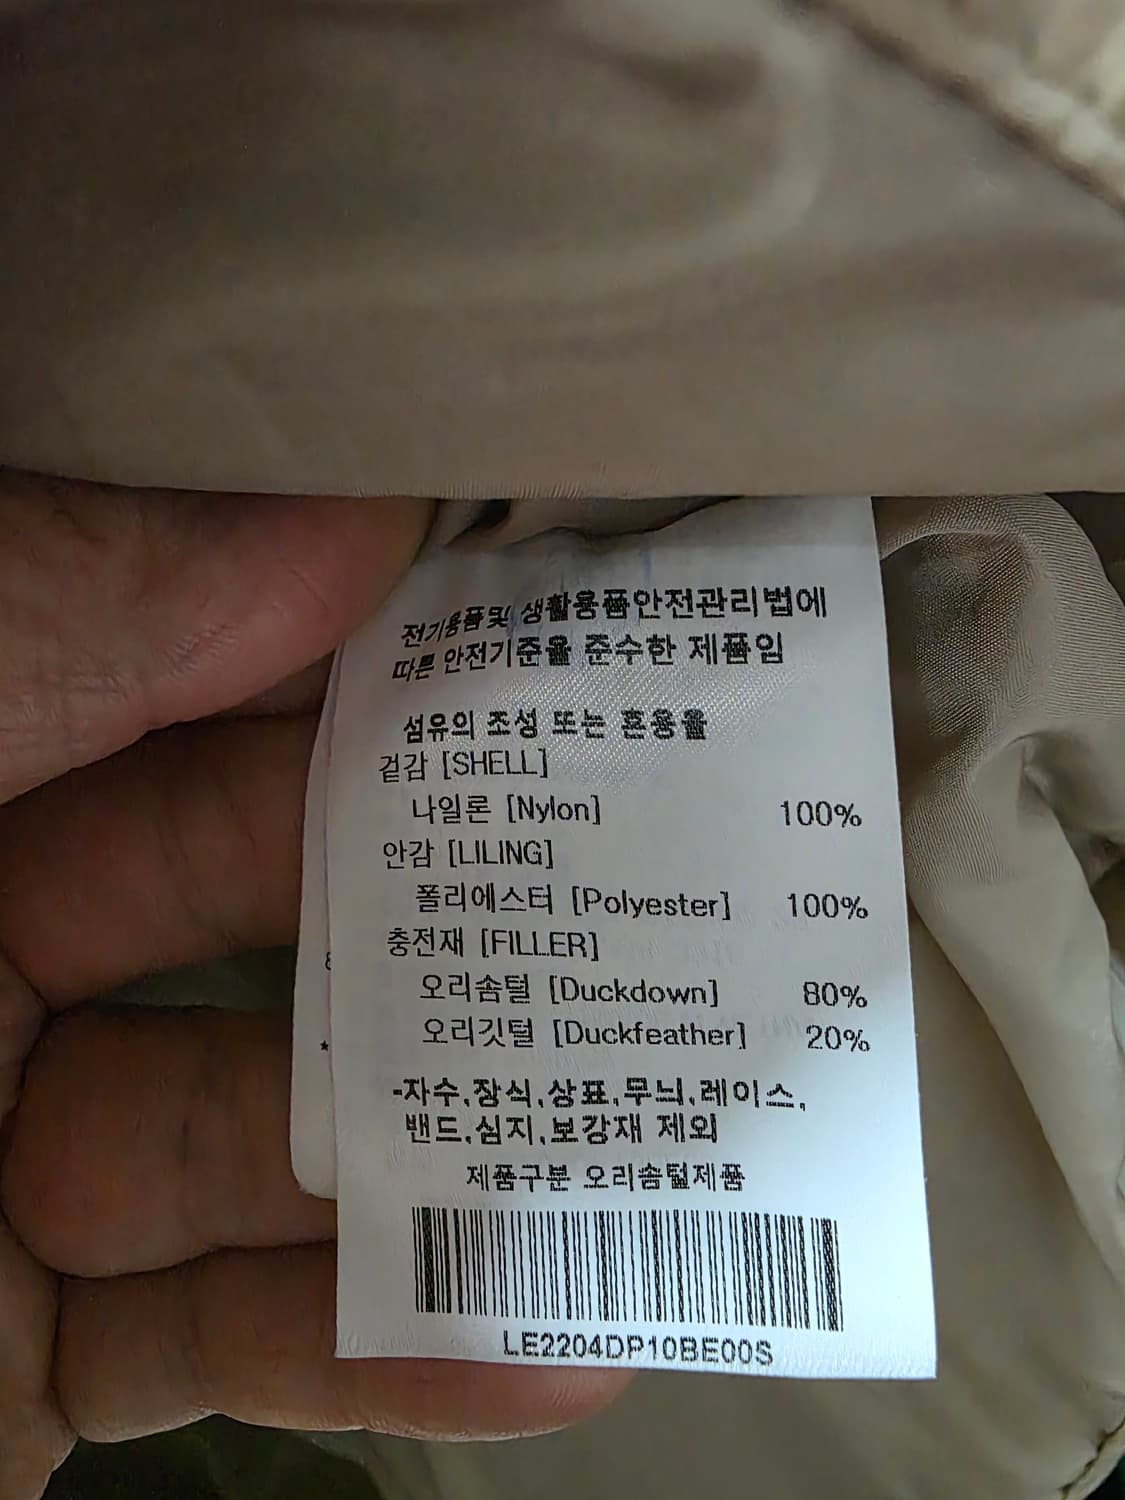 전기용품및 생활용품안전관리법에
따른 안전기준을 준수한 제품임
섬유의 조성 또는 혼용율
겉감 [SHELL]
나일론 [Nylon] 100%
안감 [LILING]
폴리에스터 [Polyester] 100%
충전재 [FILLER]
오리솜털 [Duckdown] 80%
오리깃털 [Duckfeather] 20%
-자수,장식,상표,무늬,레이스,
밴드,심지,보강재 제외
제품구분 오리솜털제품
LE2204DP10BE00S